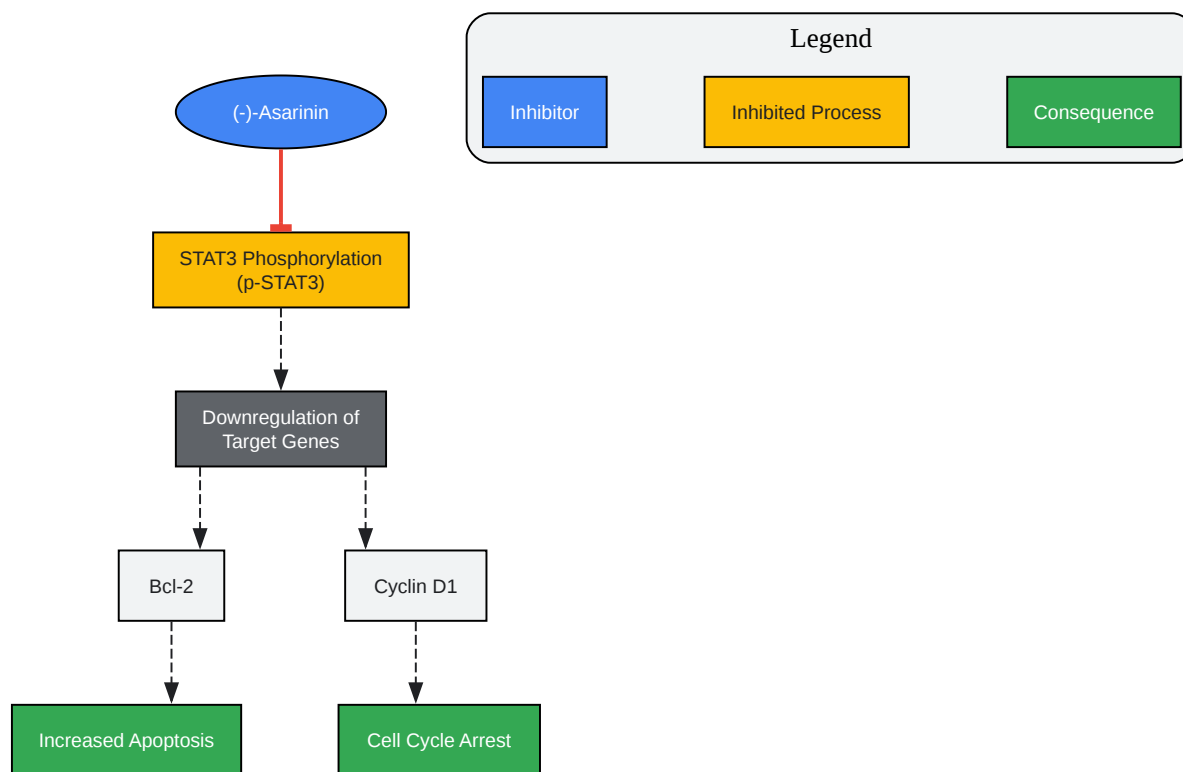 Legend
(-)-Asarinin
Inhibitor
Inhibited Process
Consequence
STAT3 Phosphorylation
(p-STAT3)
Downregulation of
Target Genes
Bcl-2
Cyclin D1
Increased Apoptosis
Cell Cycle Arrest